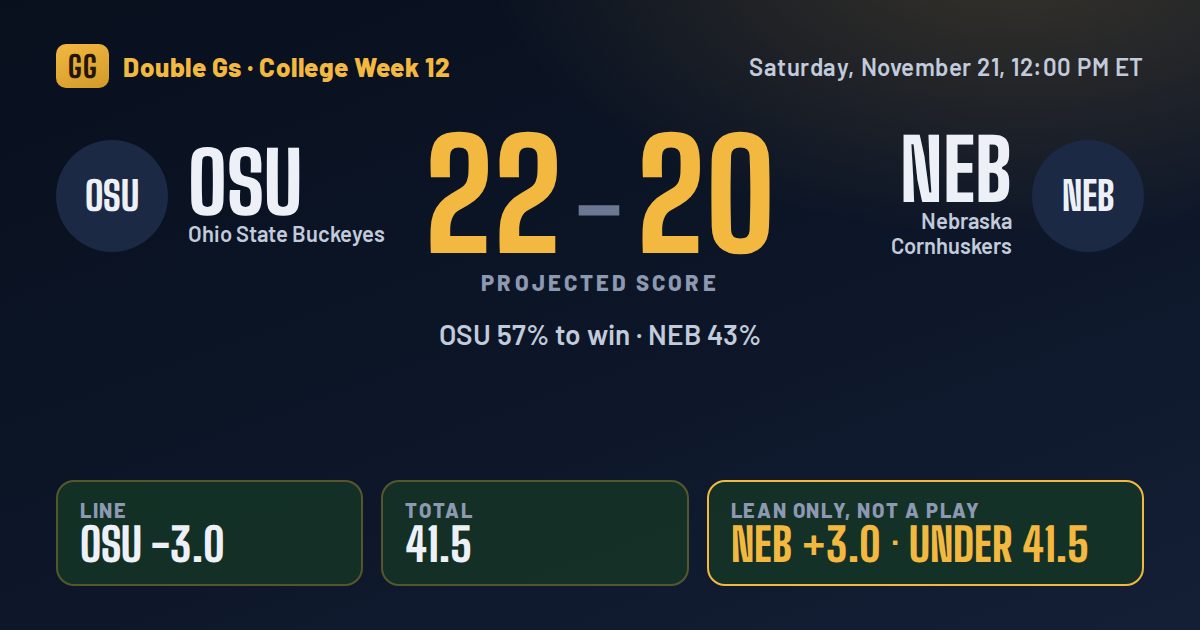 GG
Double Gs · College Week 12
Saturday, November 21, 12:00 PM ET
OSU
OSU
Ohio State Buckeyes
22 – 20
PROJECTED SCORE
OSU 57% to win · NEB 43%
NEB
Nebraska
Cornhuskers
NEB
LINE
OSU −3.0
TOTAL
41.5
LEAN ONLY, NOT A PLAY
NEB +3.0 · UNDER 41.5